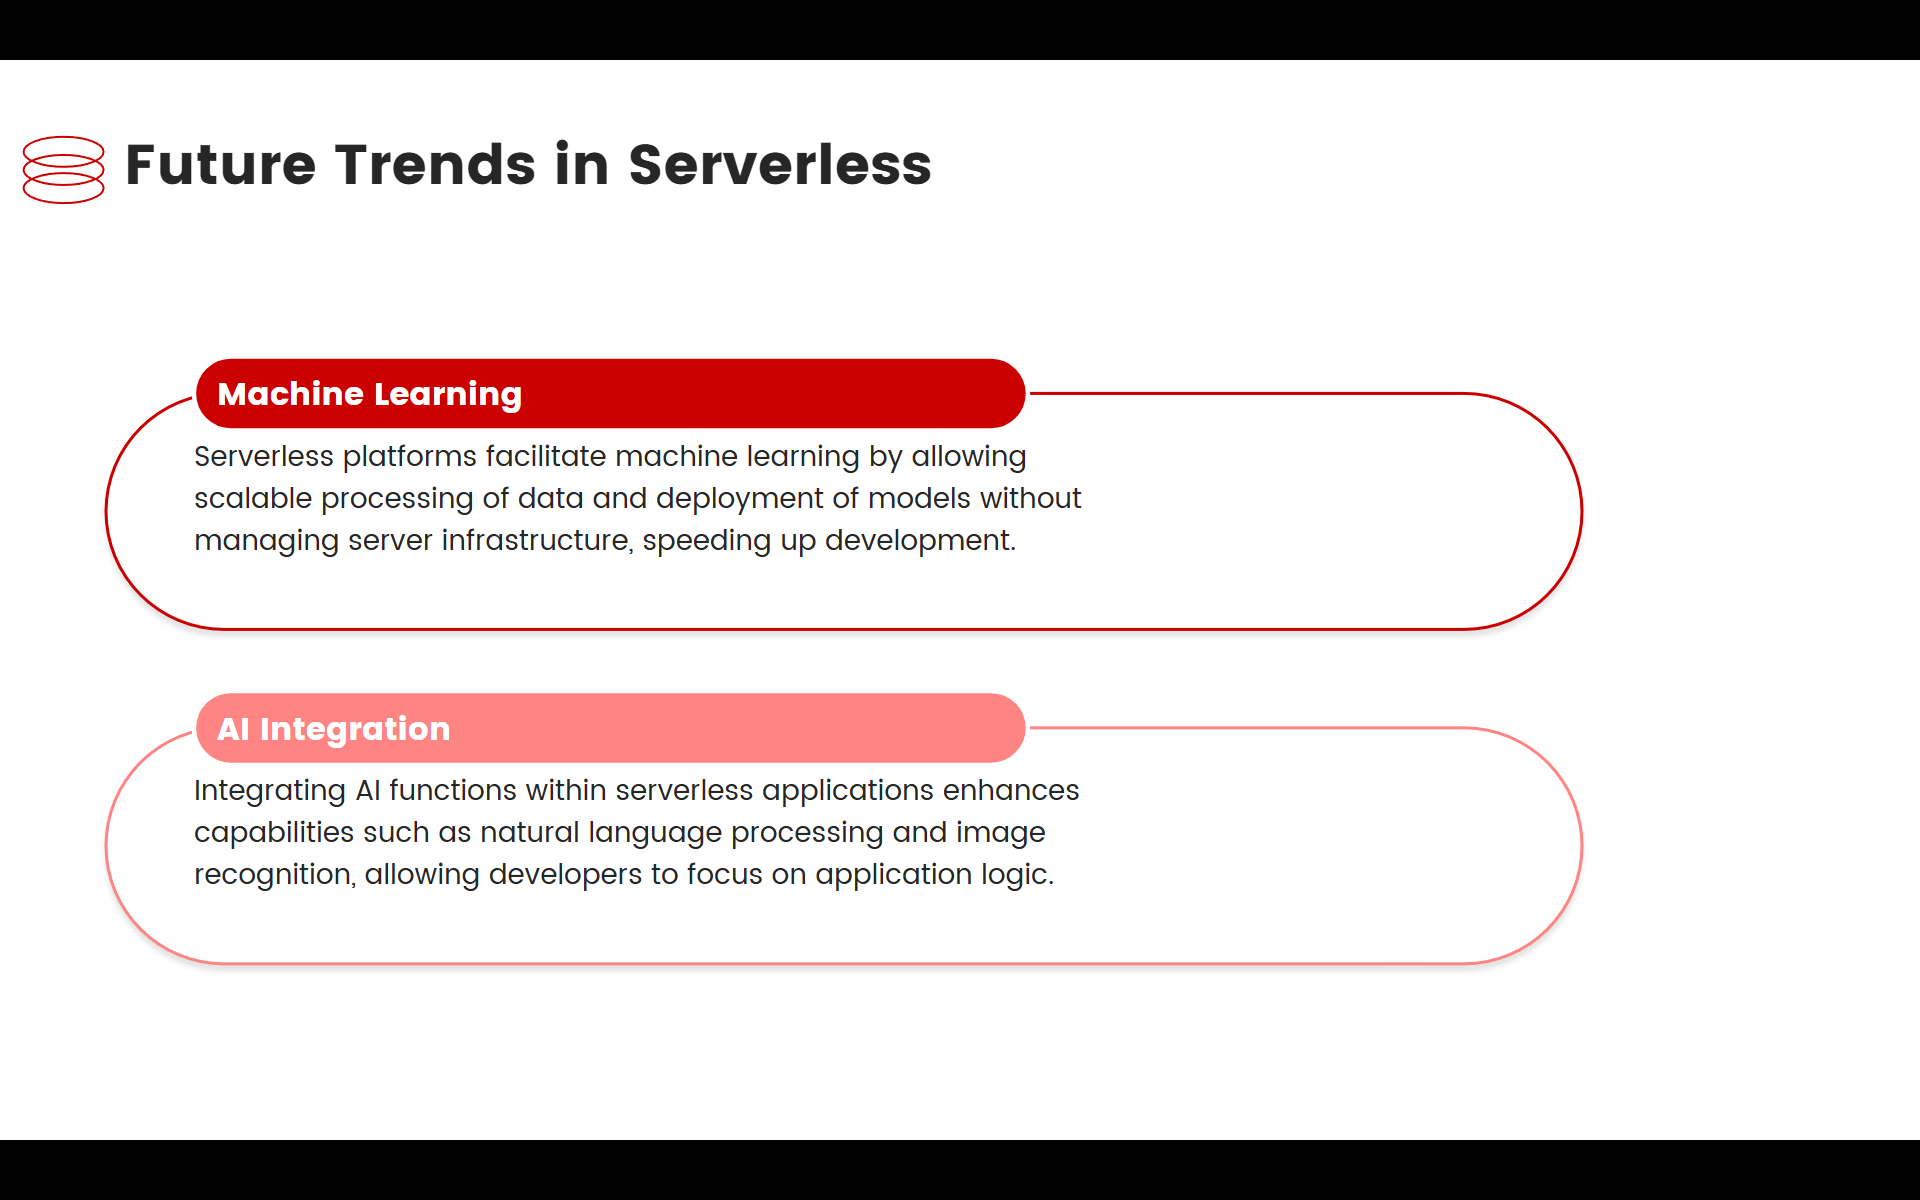 Future Trends in Serverless
Machine Learning
Serverless platforms facilitate machine learning by allowing
scalable processing of data and deployment of models without
managing server infrastructure, speeding up development.
AI Integration
Integrating AI functions within serverless applications enhances
capabilities such as natural language processing and image
recognition, allowing developers to focus on application logic.